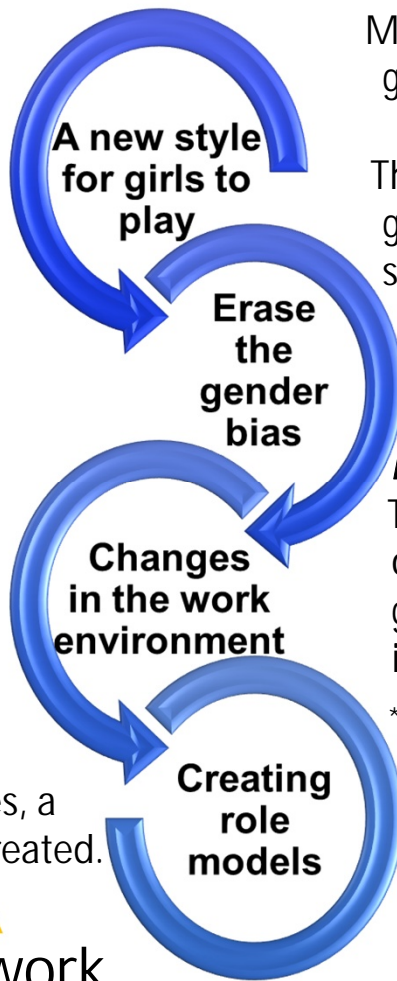 A new style
for girls to
play
Erase
the
gender
bias
Changes
in the work
environment
Creating
role
models
es, a
reated.
work